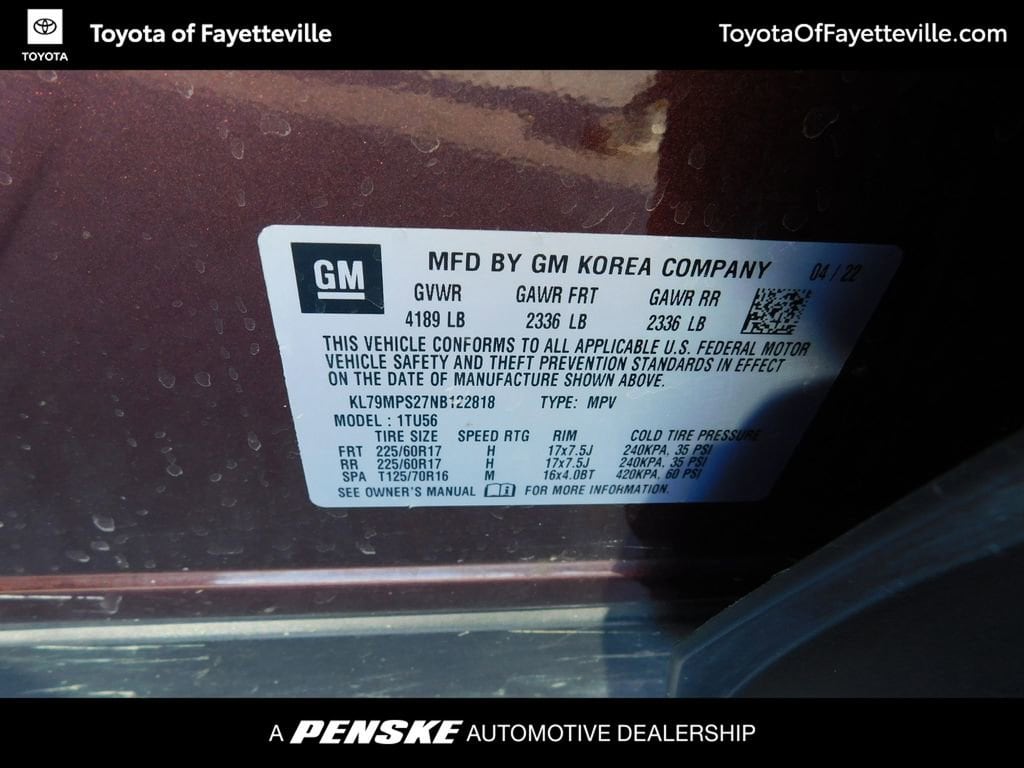 TOYOTA
Toyota of Fayetteville
ToyotaOfFayetteville.com
GM
MFD BY GM KOREA COMPANY 04 / 22
GVWR GAWR FRT GAWR RR
4189 LB 2336 LB 2336 LB
THIS VEHICLE CONFORMS TO ALL APPLICABLE U.S. FEDERAL MOTOR
VEHICLE SAFETY AND THEFT PREVENTION STANDARDS IN EFFECT
ON THE DATE OF MANUFACTURE SHOWN ABOVE.
KL79MPS27NB122818 TYPE: MPV
MODEL : 1TU56
TIRE SIZE SPEED RTG RIM COLD TIRE PRESSURE
FRT 225/60R17 H 17x7.5J 240KPA, 35 PSI
RR 225/60R17 H 17x7.5J 240KPA, 35 PSI
SPA T125/70R16 M 16x4.0BT 420KPA, 60 PSI
SEE OWNER'S MANUAL FOR MORE INFORMATION.
A PENSKE AUTOMOTIVE DEALERSHIP